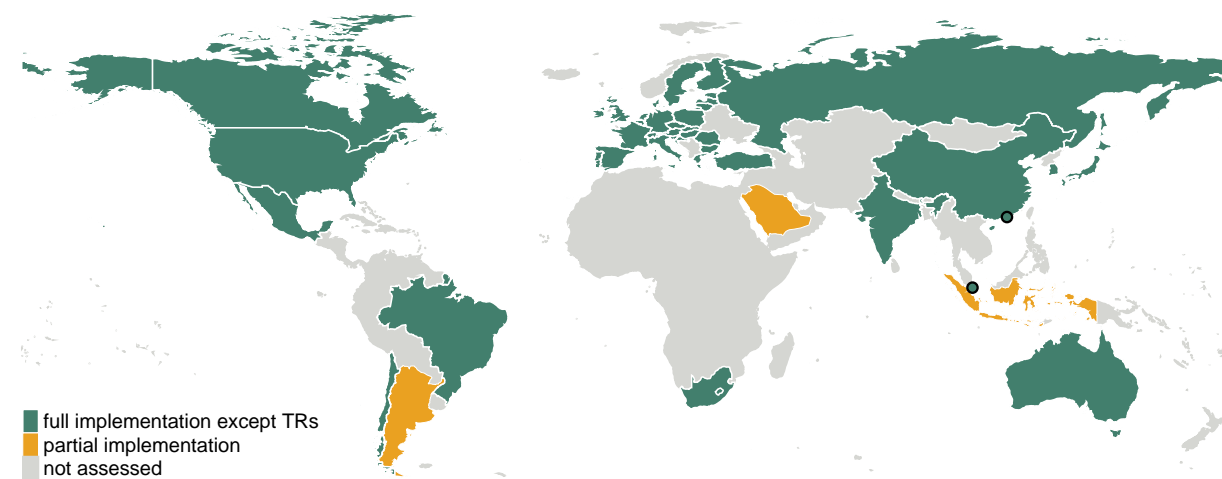 full implementation except TRs
partial implementation
not assessed